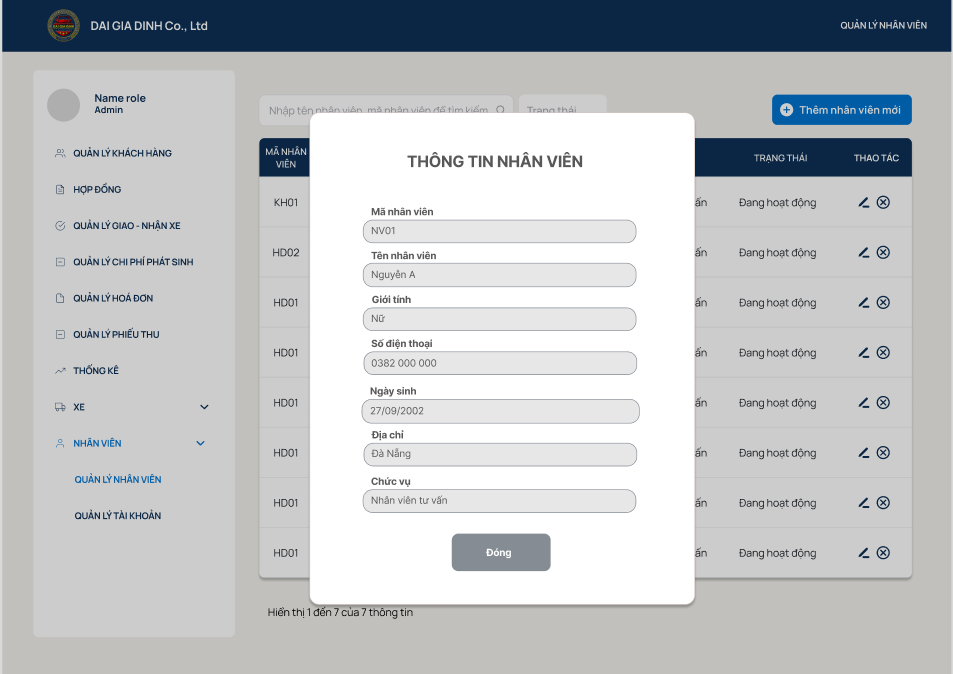 DAI GIA DINH Co., Ltd
QUẢN LÝ NHÂN VIÊN
Name role
Admin
QUẢN LÝ KHÁCH HÀNG
HỢP ĐỒNG
QUẢN LÝ GIAO - NHẬN XE
QUẢN LÝ CHI PHÍ PHÁT SINH
QUẢN LÝ HOÁ ĐƠN
QUẢN LÝ PHIẾU THU
THỐNG KÊ
XE
NHÂN VIÊN
QUẢN LÝ NHÂN VIÊN
QUẢN LÝ TÀI KHOẢN
Nhập tên nhân viên, mã nhân viên để tìm kiếm
Trạng thái
Thêm nhân viên mới
MÃ NHÂN
VIÊN
TRẠNG THÁI
THAO TÁC
KH01
ấn
Đang hoạt động
HD02
ấn
Đang hoạt động
HD01
ấn
Đang hoạt động
HD01
ấn
Đang hoạt động
HD01
ấn
Đang hoạt động
HD01
ấn
Đang hoạt động
HD01
ấn
Đang hoạt động
HD01
ấn
Đang hoạt động
THÔNG TIN NHÂN VIÊN
Mã nhân viên
NV01
Tên nhân viên
Nguyễn A
Giới tính
Nữ
Số điện thoại
0382 000 000
Ngày sinh
27/09/2002
Địa chỉ
Đà Nẵng
Chức vụ
Nhân viên tư vấn
Đóng
Hiển thị 1 đến 7 của 7 thông tin